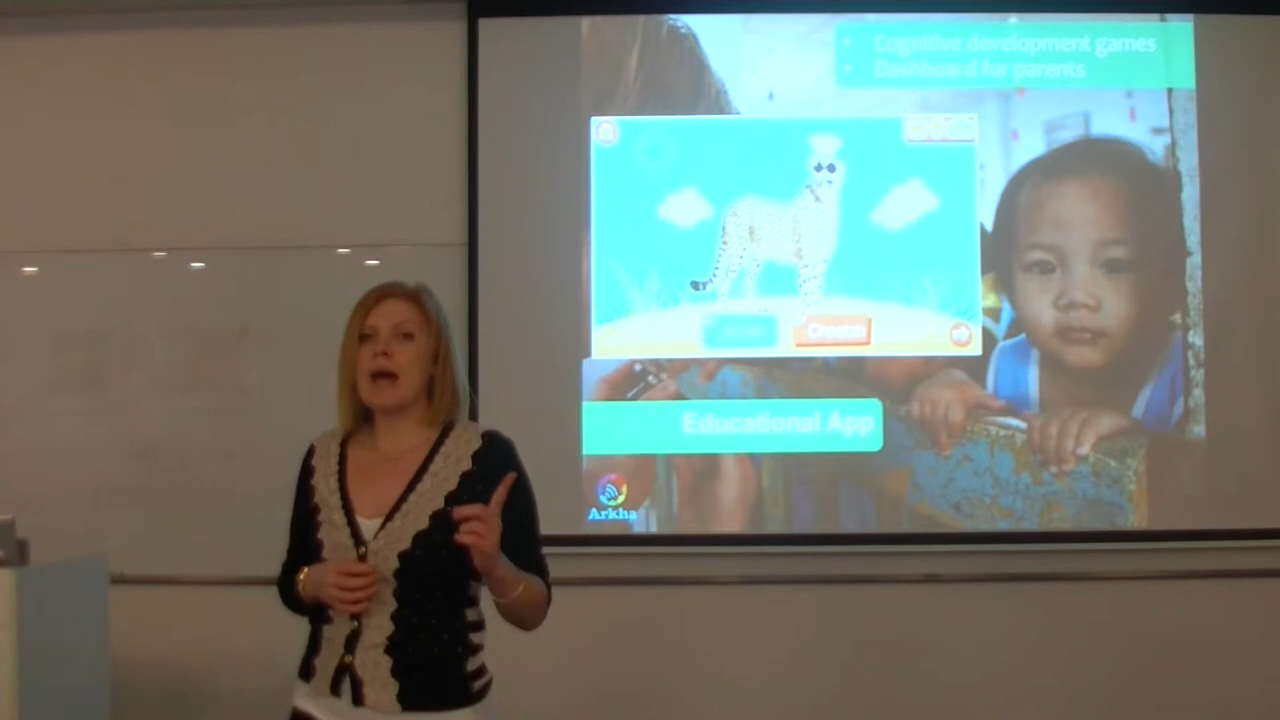 Cognitive development games
Dashboard for parents
Cheetah
Educational App
Arkha